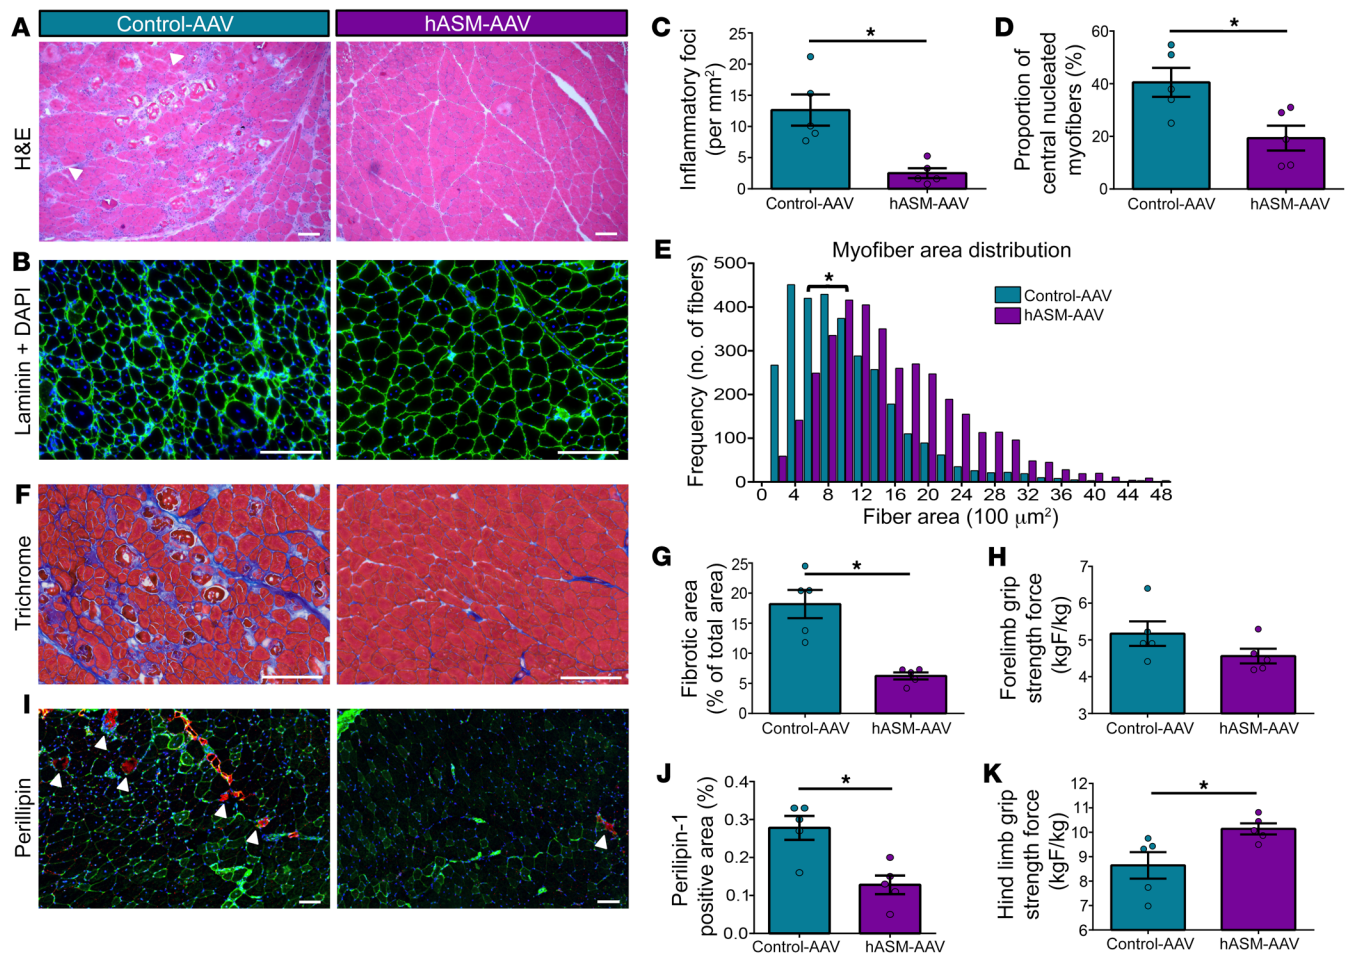 A
Control-AAV
hASM-AAV
H&E
B
Laminin + DAPI
F
Trichrome
I
Perillipin
C
Inflammatory foci
(per mm²)
25
20
15
10
5
0
*
Control-AAV
hASM-AAV
D
Proportion of
central nucleated
myofibers (%)
60
40
20
0
*
Control-AAV
hASM-AAV
E
Myofiber area distribution
Frequency (no. of fibers)
500
400
300
200
100
0
*
Control-AAV
hASM-AAV
0 4 8 12 16 20 24 28 32 36 40 44 48
Fiber area (100 μm²)
G
Fibrotic area
(% of total area)
25
20
15
10
5
0
*
Control-AAV
hASM-AAV
H
Forelimb grip
strength force
(kgF/kg)
7
6
5
4
3
Control-AAV
hASM-AAV
J
Perilipin-1
positive area (%)
0.4
0.3
0.2
0.1
0.0
*
Control-AAV
hASM-AAV
K
Hind limb grip
strength force
(kgF/kg)
12
11
10
9
8
7
6
*
Control-AAV
hASM-AAV